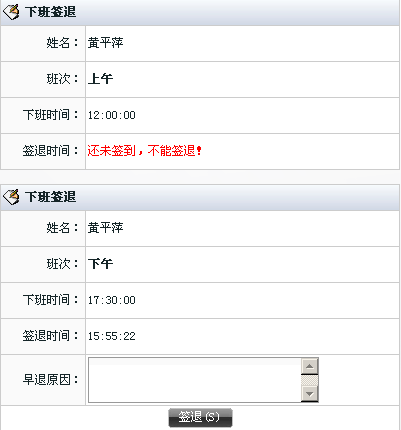 下班签退
姓名： 黄平萍
班次： 上午
下班时间： 12:00:00
签退时间： 还未签到，不能签退！
下班签退
姓名： 黄平萍
班次： 下午
下班时间： 17:30:00
签退时间： 15:55:22
早退原因：
签退(S)